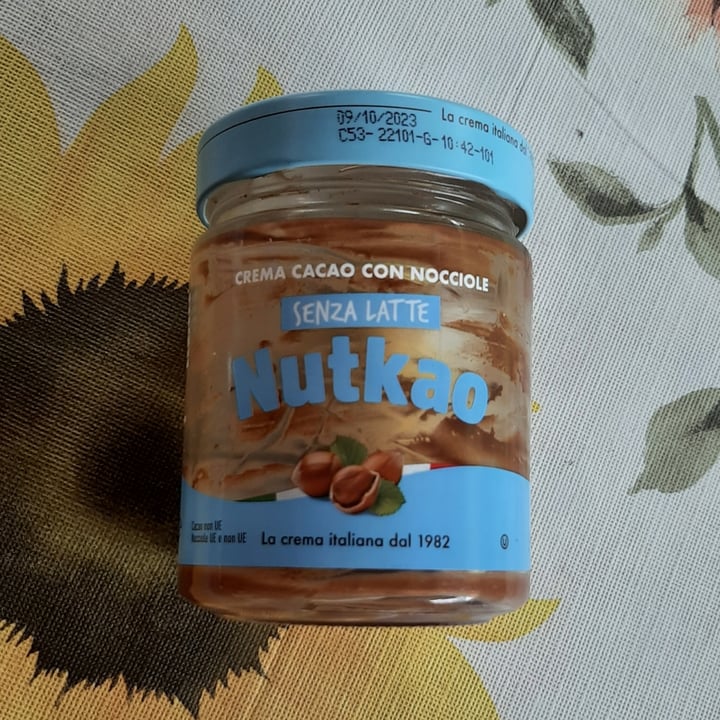 09/10/2023
C53-22101-G-10:42-101
La crema italiana dal
CREMA CACAO CON NOCCIOLE
SENZA LATTE
Nutkao
Cacao non UE
Nocciole UE e non UE
La crema italiana dal 1982
U